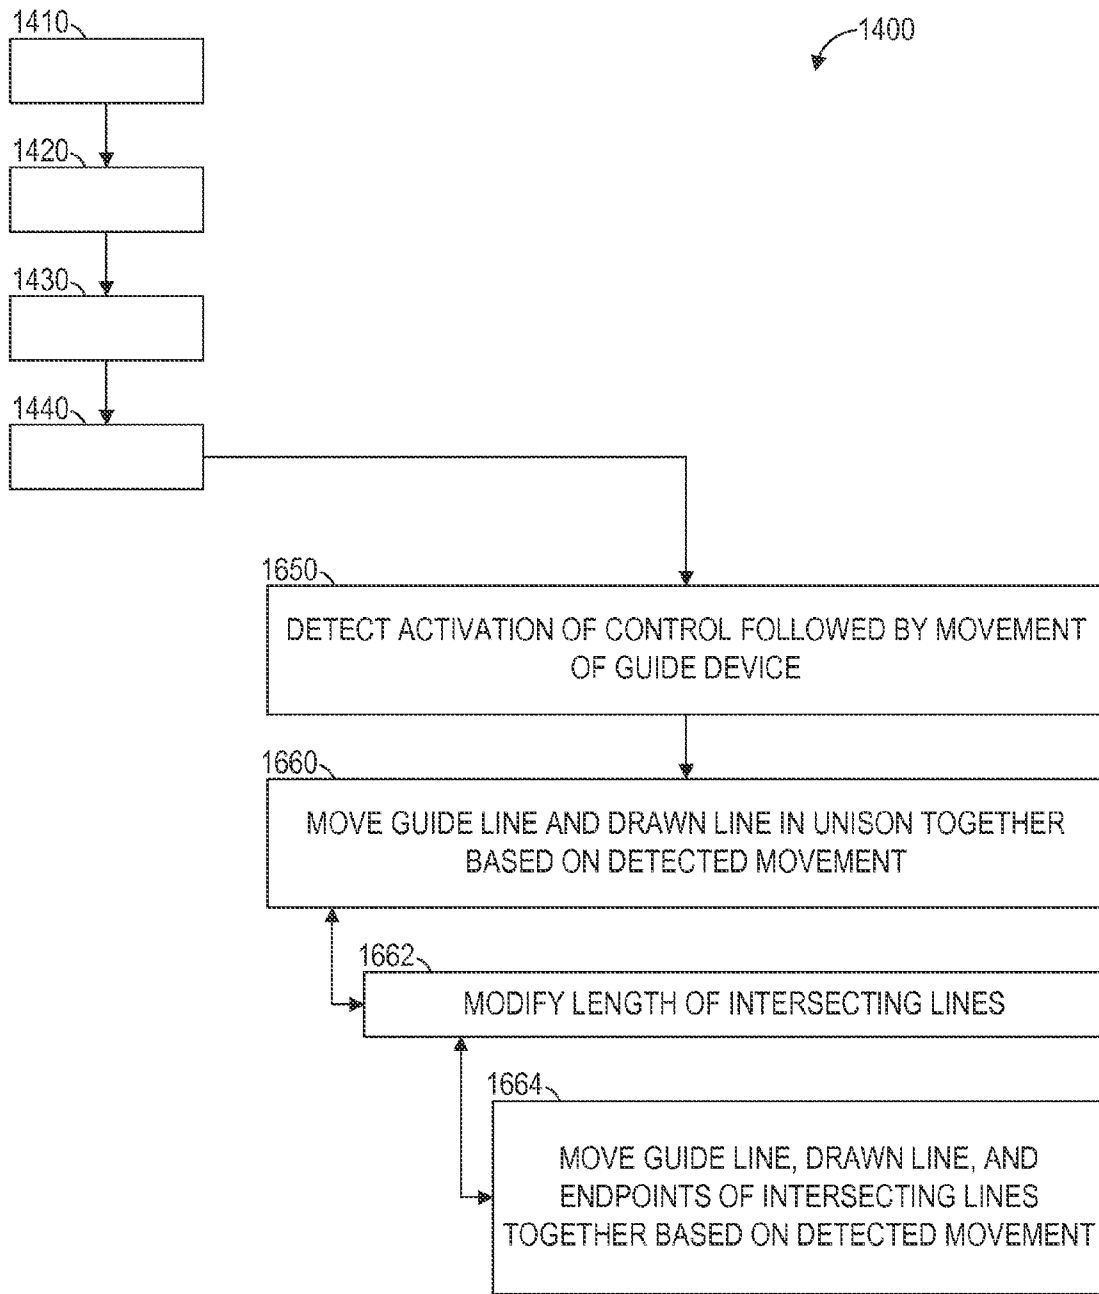 1410
1400
1420
1430
1440
1650
DETECT ACTIVATION OF CONTROL FOLLOWED BY MOVEMENT
OF GUIDE DEVICE
1660
MOVE GUIDE LINE AND DRAWN LINE IN UNISON TOGETHER
BASED ON DETECTED MOVEMENT
1662
MODIFY LENGTH OF INTERSECTING LINES
1664
MOVE GUIDE LINE, DRAWN LINE, AND
ENDPOINTS OF INTERSECTING LINES
TOGETHER BASED ON DETECTED MOVEMENT